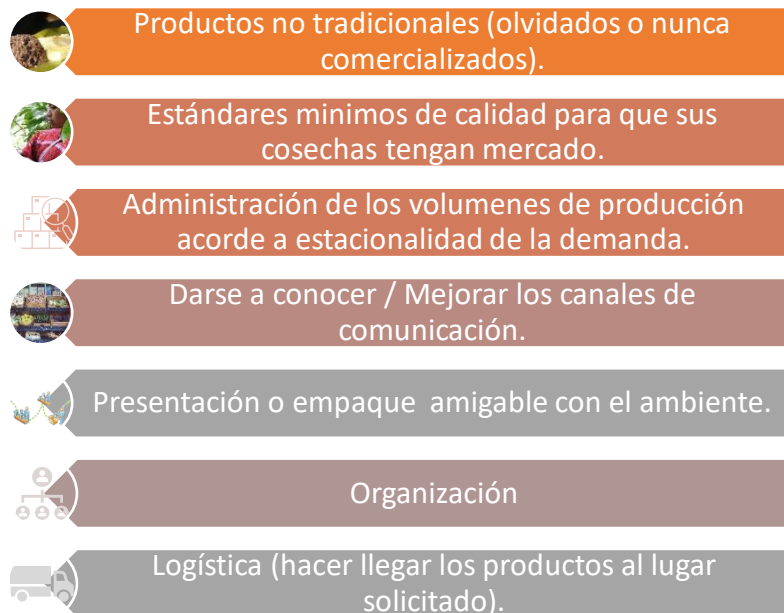 Productos no tradicionales (olvidados o nunca
comercializados).
Estándares minimos de calidad para que sus
cosechas tengan mercado.
Administración de los volumenes de producción
acorde a estacionalidad de la demanda.
Darse a conocer / Mejorar los canales de
comunicación.
Presentación o empaque amigable con el ambiente.
Organización
Logística (hacer llegar los productos al lugar
solicitado).